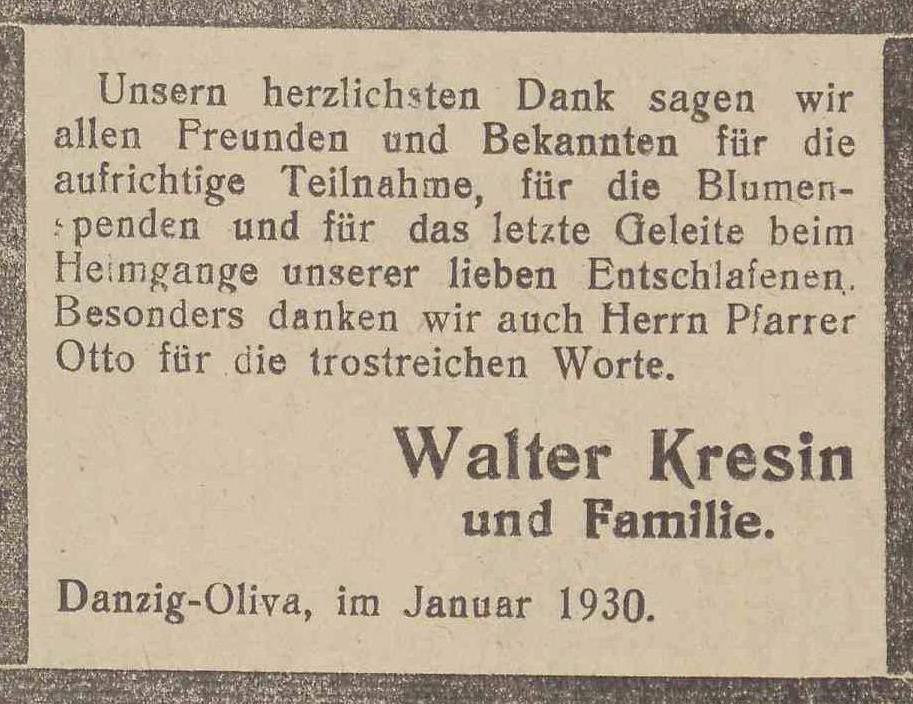 Unsern herzlichsten Dank sagen wir
allen Freunden und Bekannten für die
aufrichtige Teilnahme, für die Blumen-
spenden und für das letzte Geleite beim
Heimgange unserer lieben Entschlafenen.
Besonders danken wir auch Herrn Pfarrer
Otto für die trostreichen Worte.
Walter Kresin
und Familie.
Danzig-Oliva, im Januar 1930.